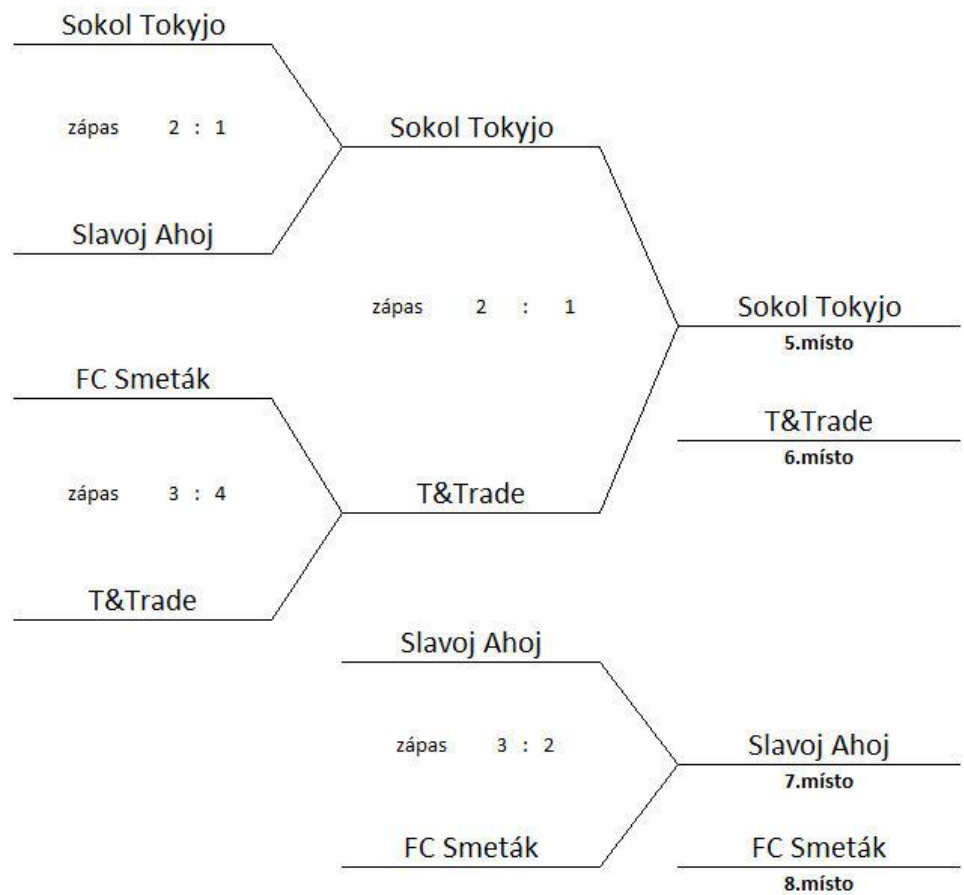 Sokol Tokyjo
zápas 2 : 1
Sokol Tokyjo
Slavoj Ahoj
zápas 2 : 1
Sokol Tokyjo
5.místo
FC Smeták
T&Trade
6.místo
zápas 3 : 4
T&Trade
T&Trade
Slavoj Ahoj
zápas 3 : 2
Slavoj Ahoj
7.místo
FC Smeták
FC Smeták
8.místo